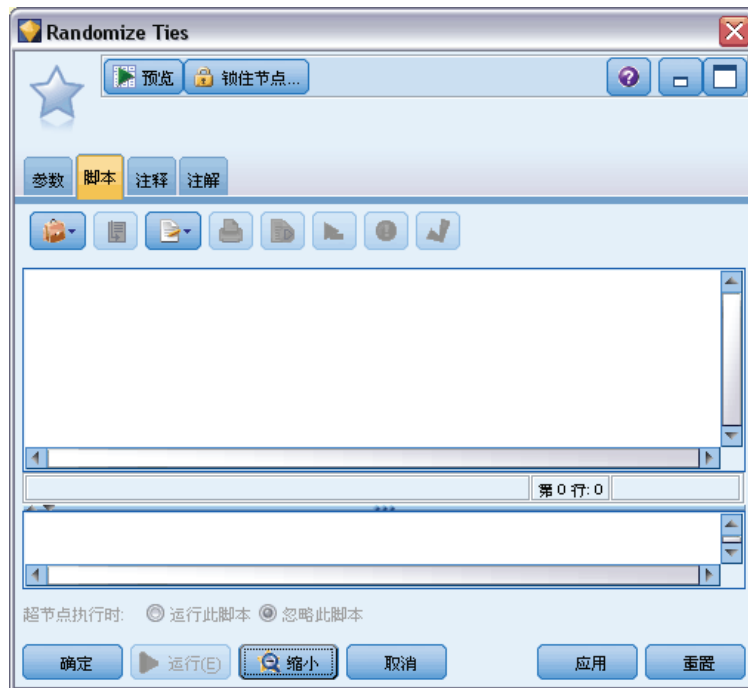 Randomize Ties
预览 锁住节点...
参数 脚本 注释 注解
第 0 行: 0
超节点执行时: 运行此脚本 忽略此脚本
确定 运行(E) 缩小 取消 应用 重置